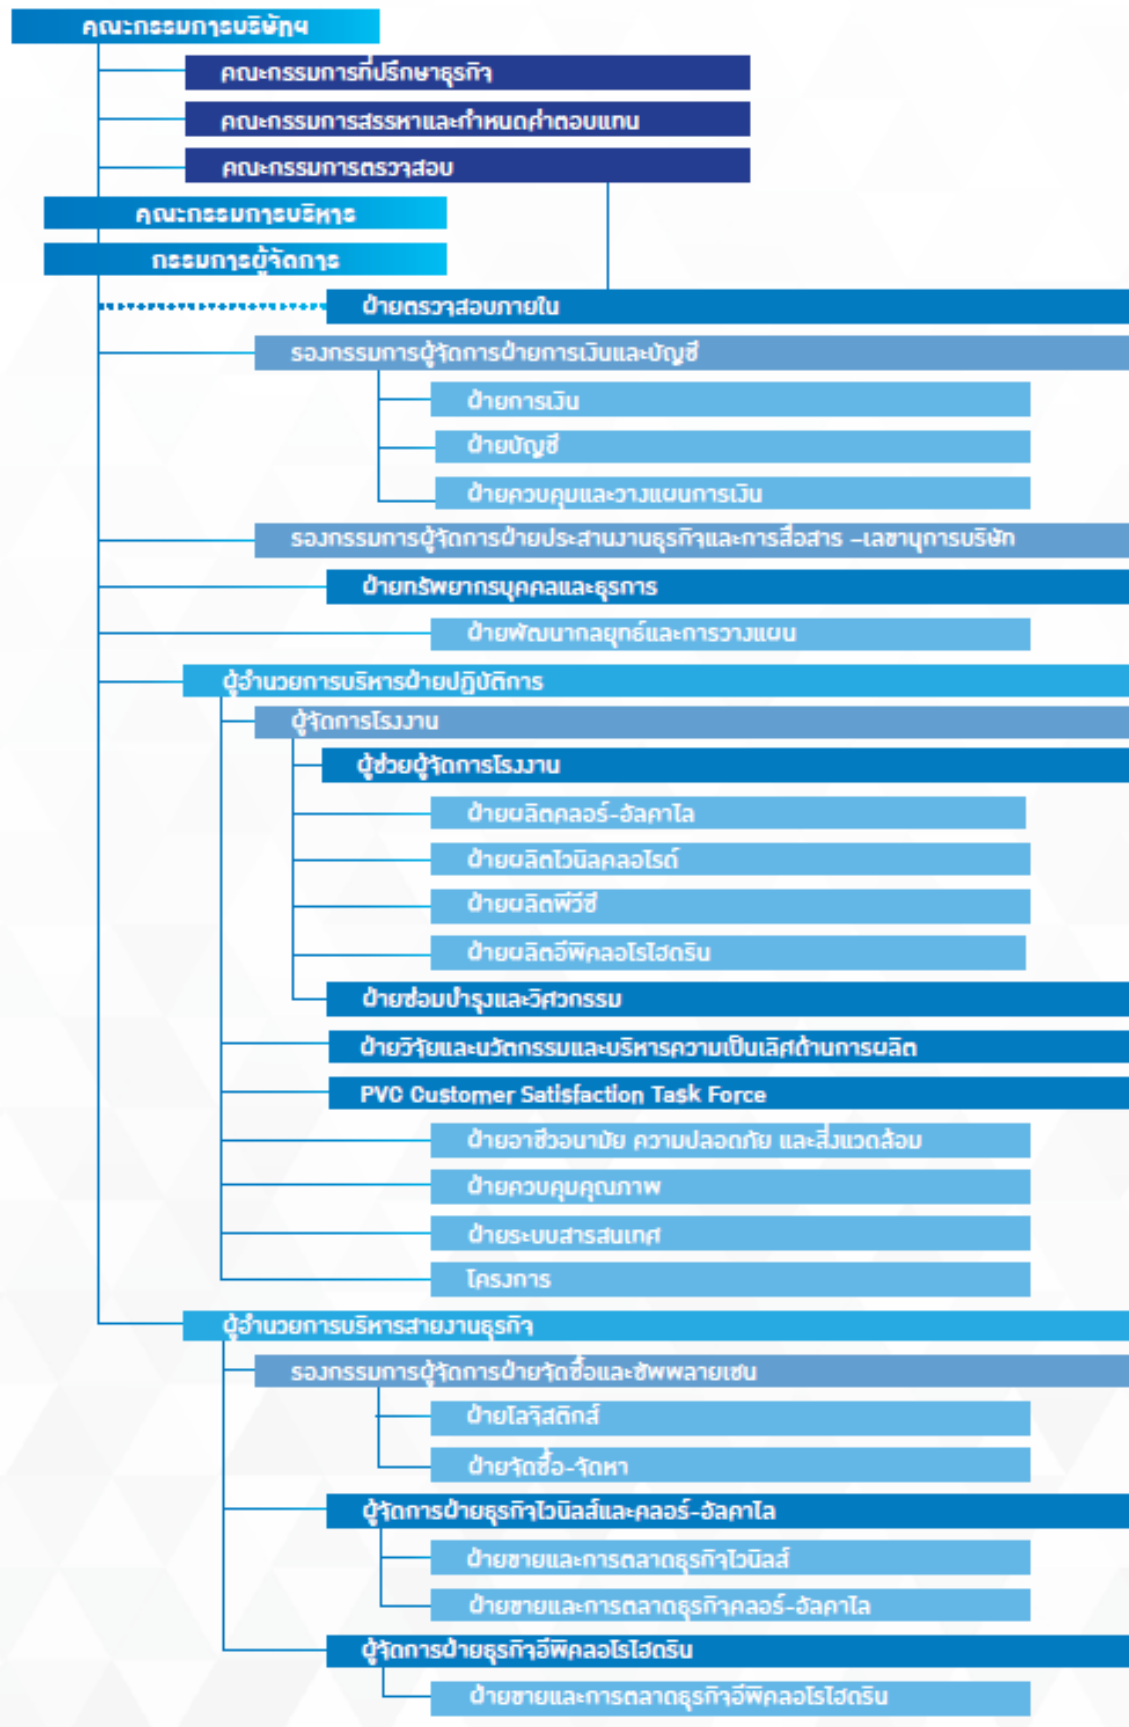 คณะกรรมการบริษัทฯ
คณะกรรมการที่ปรึกษาธุรกิจ
คณะกรรมการสรรหาและกำหนดค่าตอบแทน
คณะกรรมการตรวจสอบ
คณะกรรมการบริหาร
กรรมการผู้จัดการ
ฝ่ายตรวจสอบภายใน
รองกรรมการผู้จัดการฝ่ายการเงินและบัญชี
ฝ่ายการเงิน
ฝ่ายบัญชี
ฝ่ายควบคุมและวางแผนการเงิน
รองกรรมการผู้จัดการฝ่ายประสานงานธุรกิจและการสื่อสาร –เลขานุการบริษัท
ฝ่ายทรัพยากรบุคคลและธุรการ
ฝ่ายพัฒนากลยุทธ์และการวางแผน
ผู้อำนวยการบริหารฝ่ายปฏิบัติการ
ผู้จัดการโรงงาน
ผู้ช่วยผู้จัดการโรงงาน
ฝ่ายผลิตคลอร์-อัลคาไล
ฝ่ายผลิตไวนิลคลอไรด์
ฝ่ายผลิตพีวีซี
ฝ่ายผลิตอีพิคลอโรไฮดริน
ฝ่ายซ่อมบำรุงและวิศวกรรม
ฝ่ายวิจัยและนวัตกรรมและบริหารความเป็นเลิศด้านการผลิต
PVC Customer Satisfaction Task Force
ฝ่ายอาชีวอนามัย ความปลอดภัย และสิ่งแวดล้อม
ฝ่ายควบคุมคุณภาพ
ฝ่ายระบบสารสนเทศ
โครงการ
ผู้อำนวยการบริหารสายงานธุรกิจ
รองกรรมการผู้จัดการฝ่ายจัดซื้อและซัพพลายเชน
ฝ่ายโลจิสติกส์
ฝ่ายจัดซื้อ-จัดหา
ผู้จัดการฝ่ายธุรกิจไวนิลส์และคลอร์-อัลคาไล
ฝ่ายขายและการตลาดธุรกิจไวนิลส์
ฝ่ายขายและการตลาดธุรกิจคลอร์-อัลคาไล
ผู้จัดการฝ่ายธุรกิจอีพิคลอโรไฮดริน
ฝ่ายขายและการตลาดธุรกิจอีพิคลอโรไฮดริน